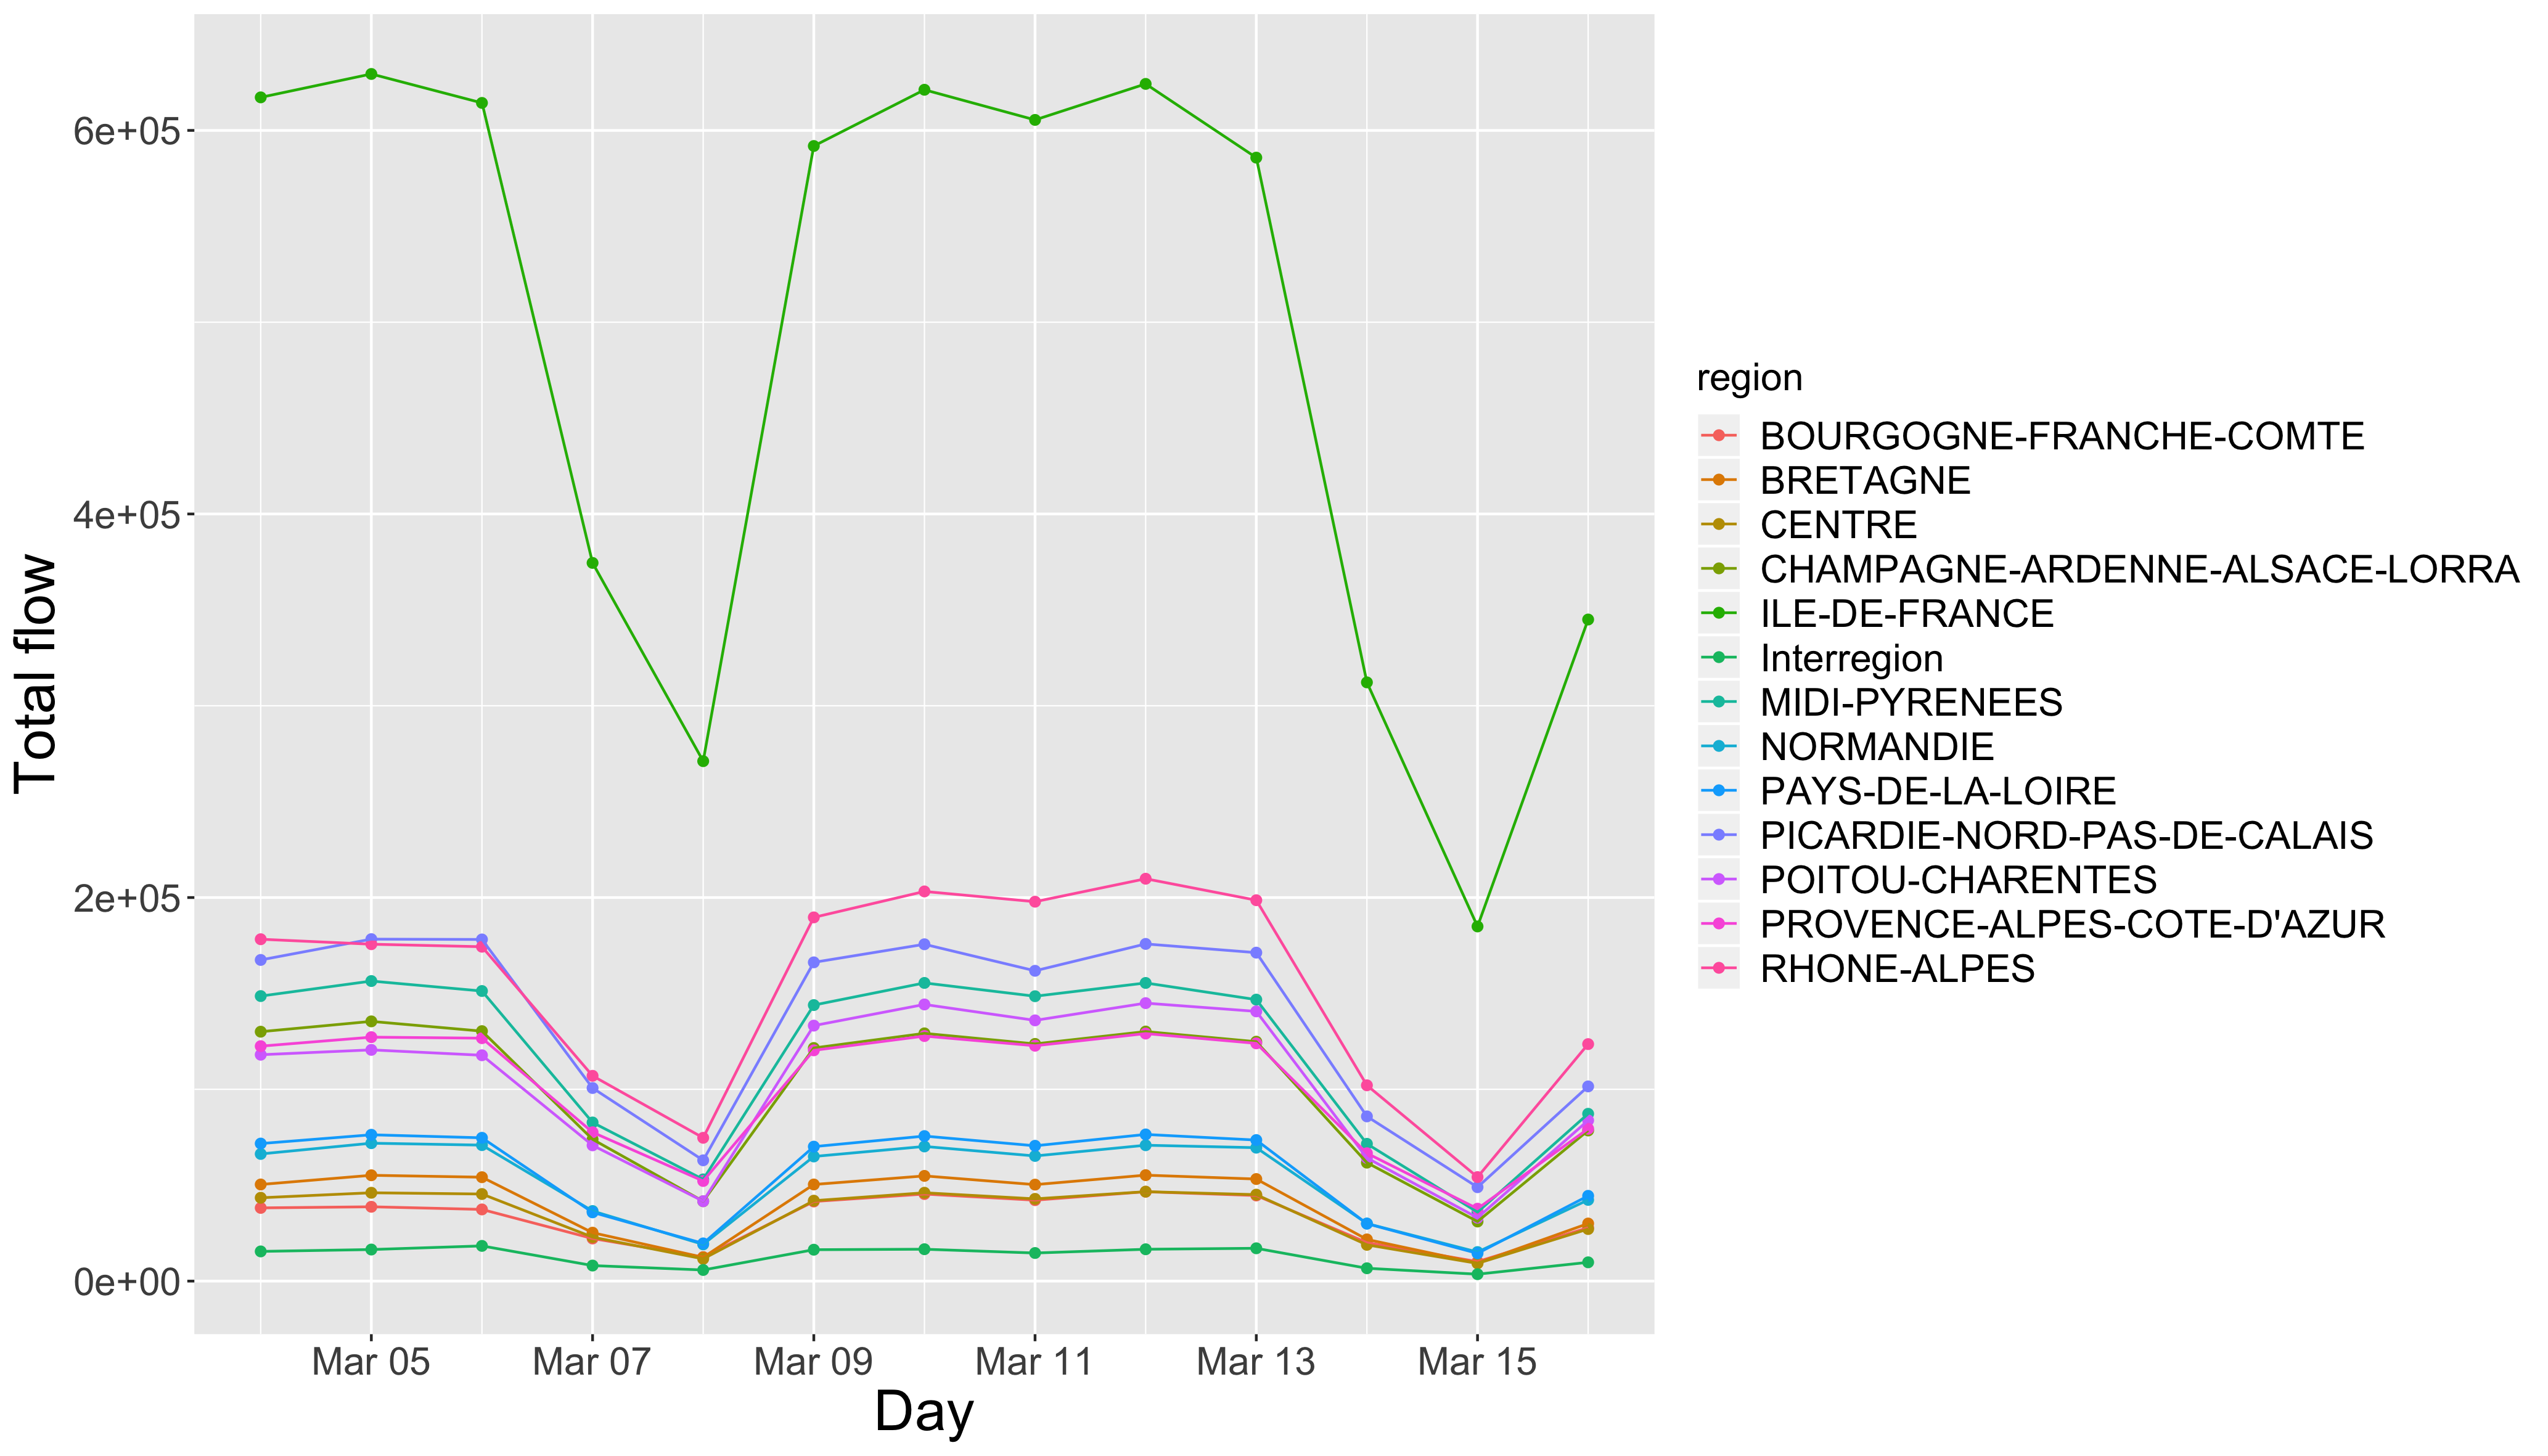 Total flow
6e+05
4e+05
2e+05
0e+00
Mar 05 Mar 07 Mar 09 Mar 11 Mar 13 Mar 15
Day
region
BOURGOGNE-FRANCHE-COMTE
BRETAGNE
CENTRE
CHAMPAGNE-ARDENNE-ALSACE-LORRA
ILE-DE-FRANCE
Interregion
MIDI-PYRENEES
NORMANDIE
PAYS-DE-LA-LOIRE
PICARDIE-NORD-PAS-DE-CALAIS
POITOU-CHARENTES
PROVENCE-ALPES-COTE-D'AZUR
RHONE-ALPES